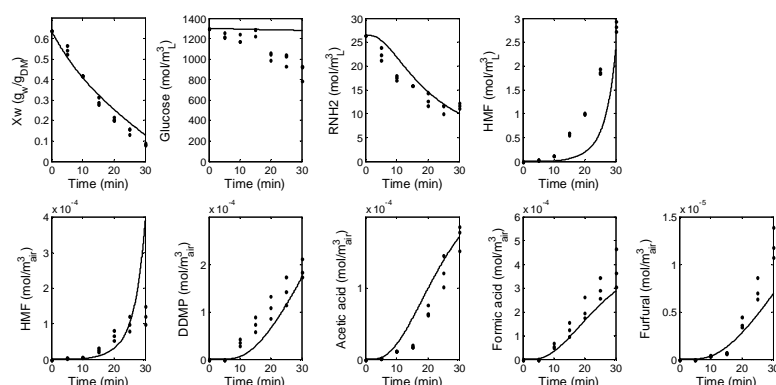 Xw (gw/gDM)
0.6
0.5
0.4
0.3
0.2
0.1
0
0 10 20 30
Time (min)
Glucose (mol/m³L)
1400
1200
1000
800
600
400
200
0
0 10 20 30
Time (min)
RNH2 (mol/m³L)
30
25
20
15
10
5
0
0 10 20 30
Time (min)
HMF (mol/m³L)
3
2.5
2
1.5
1
0.5
0
0 10 20 30
Time (min)
HMF (mol/m³air)
x 10⁻⁴
4
3
2
1
0
0 10 20 30
Time (min)
DDMP (mol/m³air)
x 10⁻⁴
2
1
0
0 10 20 30
Time (min)
Acetic acid (mol/m³air)
x 10⁻⁴
2
1
0
0 10 20 30
Time (min)
Formic acid (mol/m³air)
x 10⁻⁴
6
5
4
3
2
1
0
0 10 20 30
Time (min)
Furfural (mol/m³air)
x 10⁻⁵
1.5
1
0.5
0
0 10 20 30
Time (min)